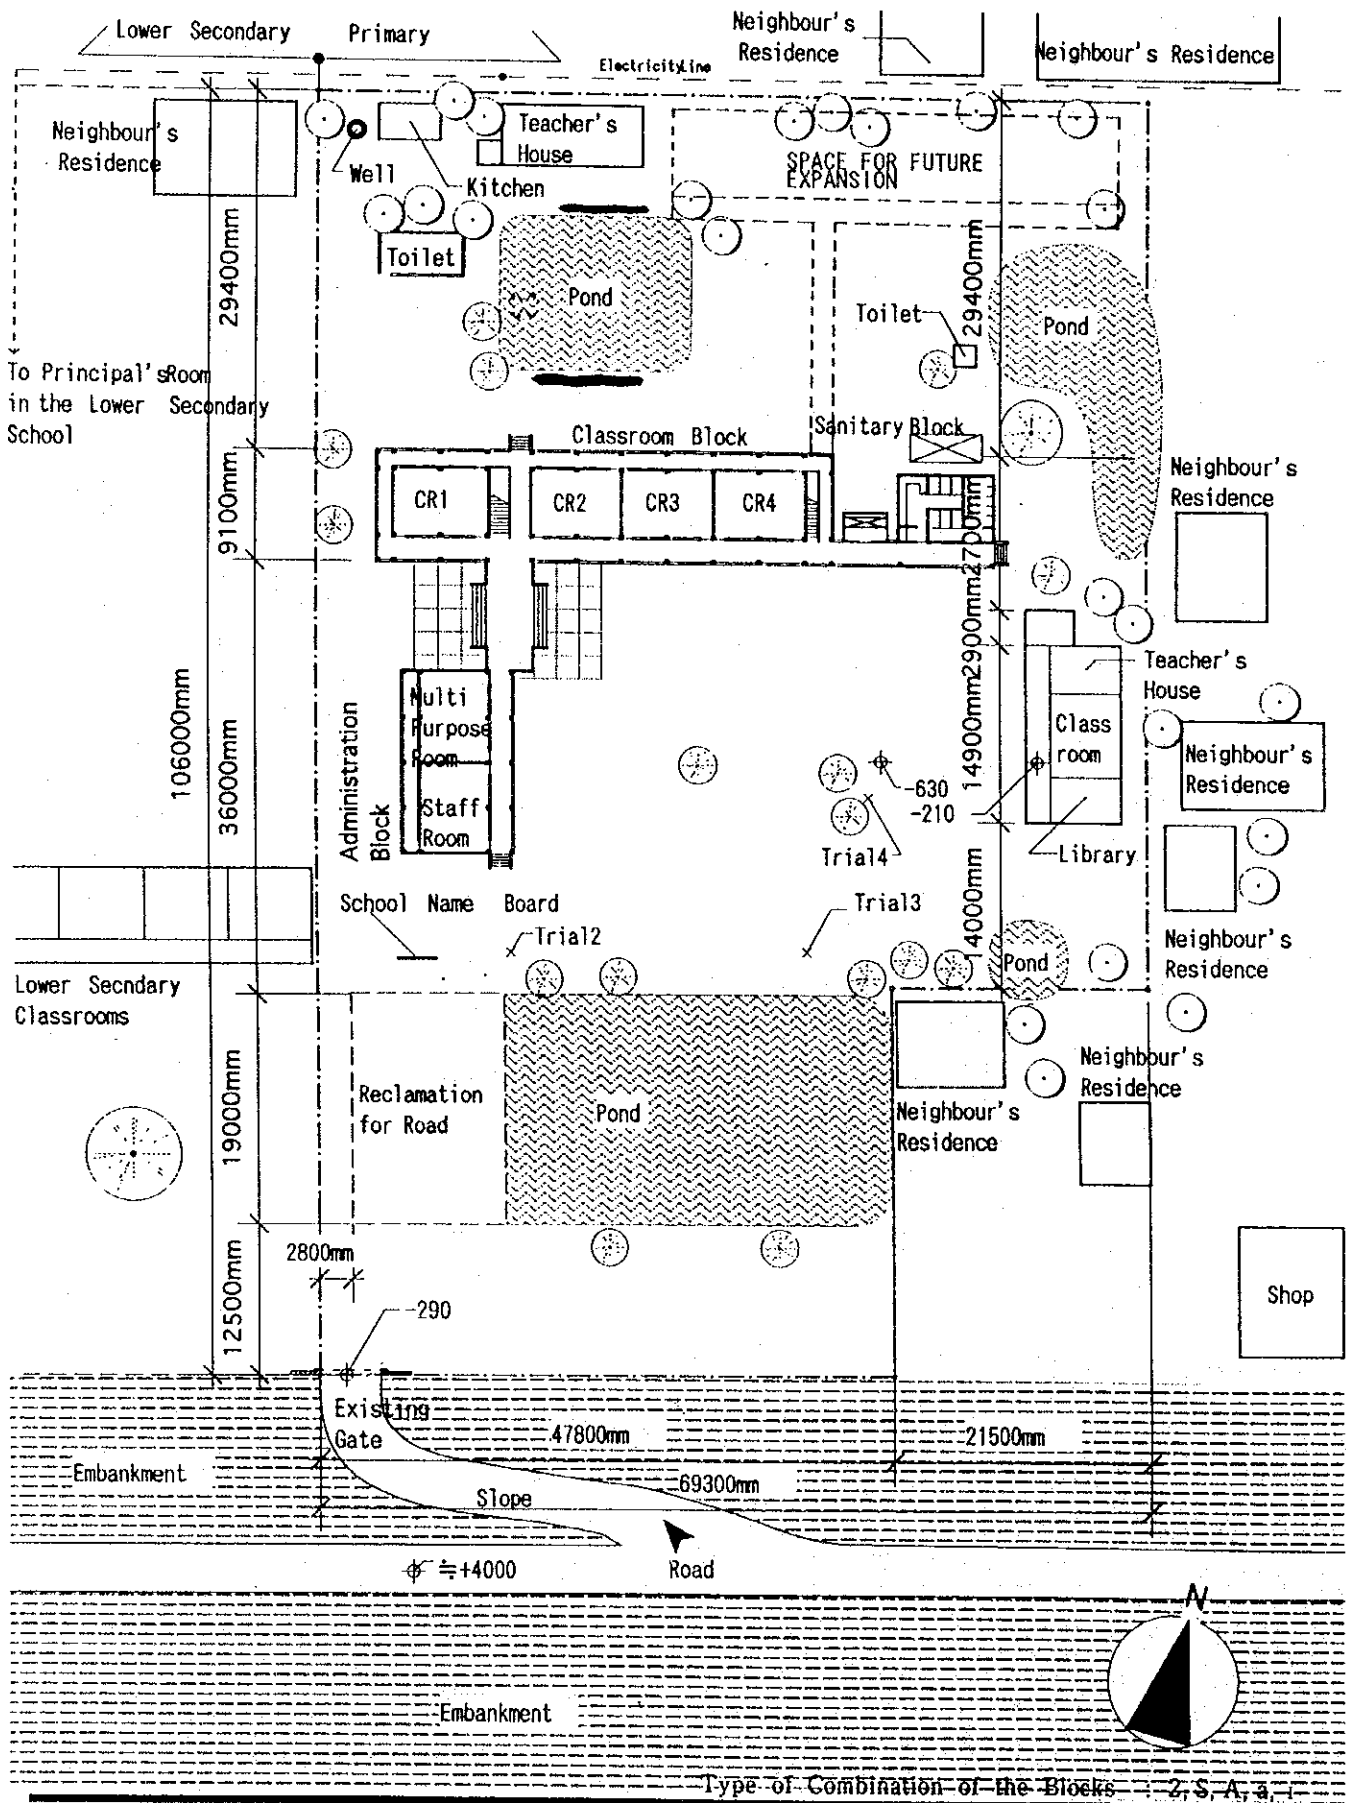 Lower Secondary
Primary
Neighbour's
Residence
Neighbour's Residence
ElectricityLine
Neighbour's
Residence
Well
Kitchen
Teacher's
House
SPACE FOR FUTURE
EXPANSION
Toilet
Pond
Toilet
Pond
29400mm
29400mm
To Principal'sRoom
in the Lower Secondary
School
Classroom Block
Sanitary Block
CR1
CR2
CR3
CR4
9100mm
2700mm
Neighbour's
Residence
106000mm
36000mm
Administration
Block
Multi
Purpose
Room
Staff
Room
2900mm
14900mm
Teacher's
House
Class
room
Library
Neighbour's
Residence
-630
-210
Trial4
Trial3
Trial2
School Name Board
14000mm
Pond
Neighbour's
Residence
Lower Secndary
Classrooms
19000mm
Reclamation
for Road
Pond
Neighbour's
Residence
Neighbour's
Residence
12500mm
2800mm
-290
Shop
Existing
Gate
47800mm
21500mm
Embankment
69300mm
Slope
≒+4000
Road
N
Embankment
Type of Combination of the Blocks : 2, S, A, a, i